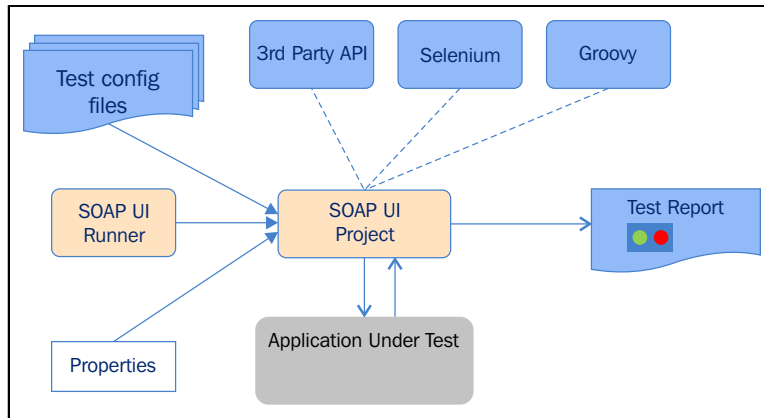 3rd Party API
Selenium
Groovy
Test config
files
SOAP UI
Runner
SOAP UI
Project
Test Report
Application Under Test
Properties